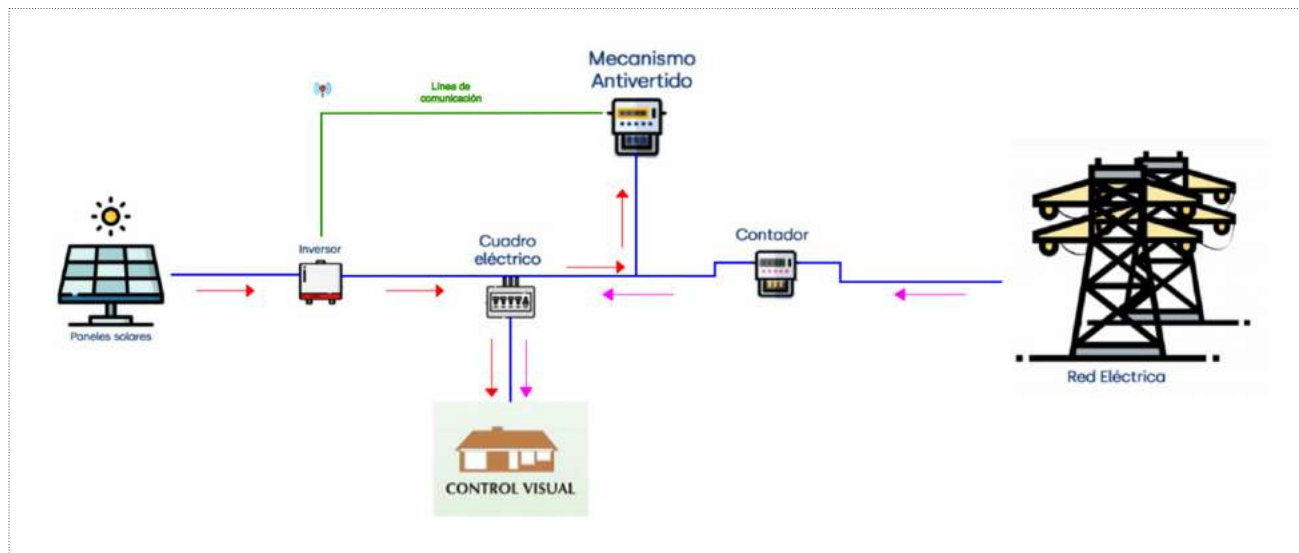 Mecanismo
Antivertido
Línea de
comunicación
Inversor
Cuadro
eléctrico
Contador
Paneles solares
Red Eléctrica
CONTROL VISUAL